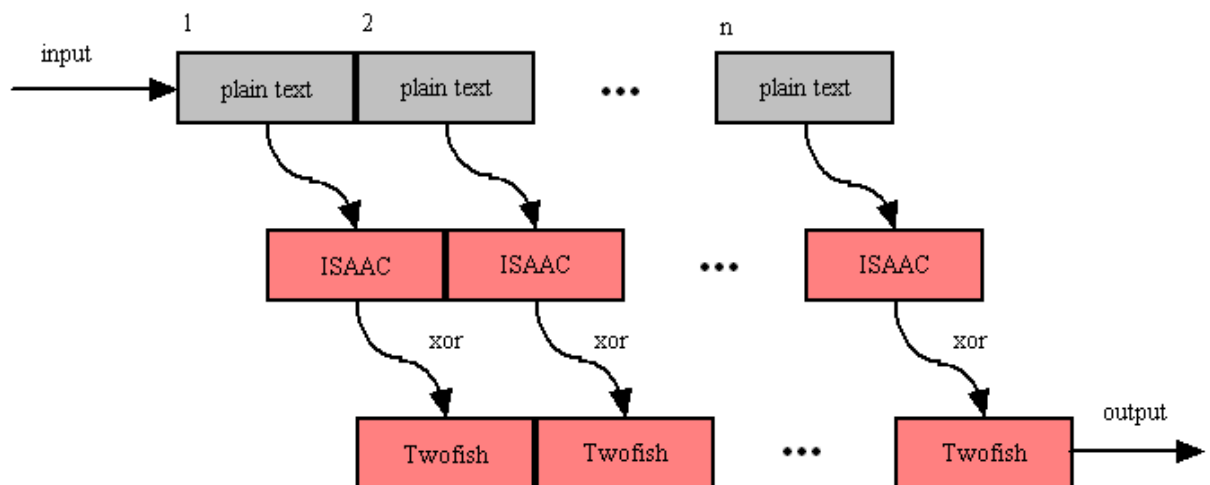 1 2 n
input
plain text plain text ••• plain text
ISAAC ISAAC ••• ISAAC
xor xor xor
output
Twofish Twofish ••• Twofish